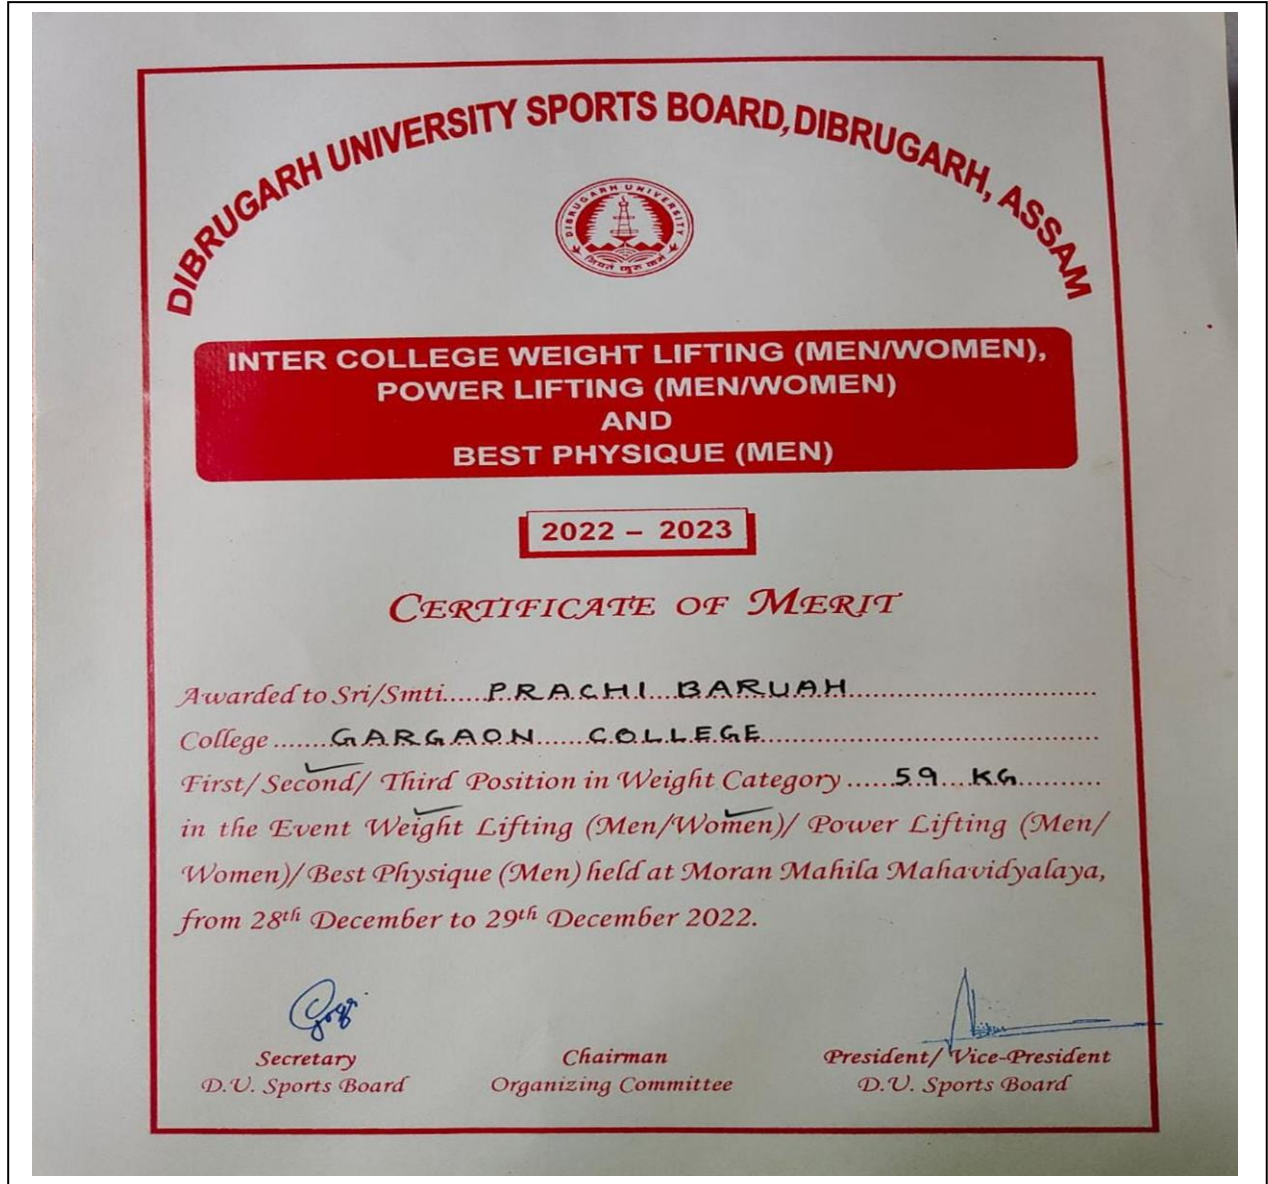 DIBRUGARH UNIVERSITY SPORTS BOARD, DIBRUGARH, ASSAM
DIBRUGARH UNIVERSITY
INTER COLLEGE WEIGHT LIFTING (MEN/WOMEN),
POWER LIFTING (MEN/WOMEN)
AND
BEST PHYSIQUE (MEN)
2022 – 2023
CERTIFICATE OF MERIT
Awarded to Sri/Smti.....PRACHI BARUAH..........
College.......GARGAON COLLEGE..........
First/ Second/ Third Position in Weight Category ......59 KG..........
in the Event Weight Lifting (Men/Women)/ Power Lifting (Men/
Women)/ Best Physique (Men) held at Moran Mahila Mahavidyalaya,
from 28th December to 29th December 2022.
Secretary Chairman President/ Vice-President
D.U. Sports Board Organizing Committee D.U. Sports Board